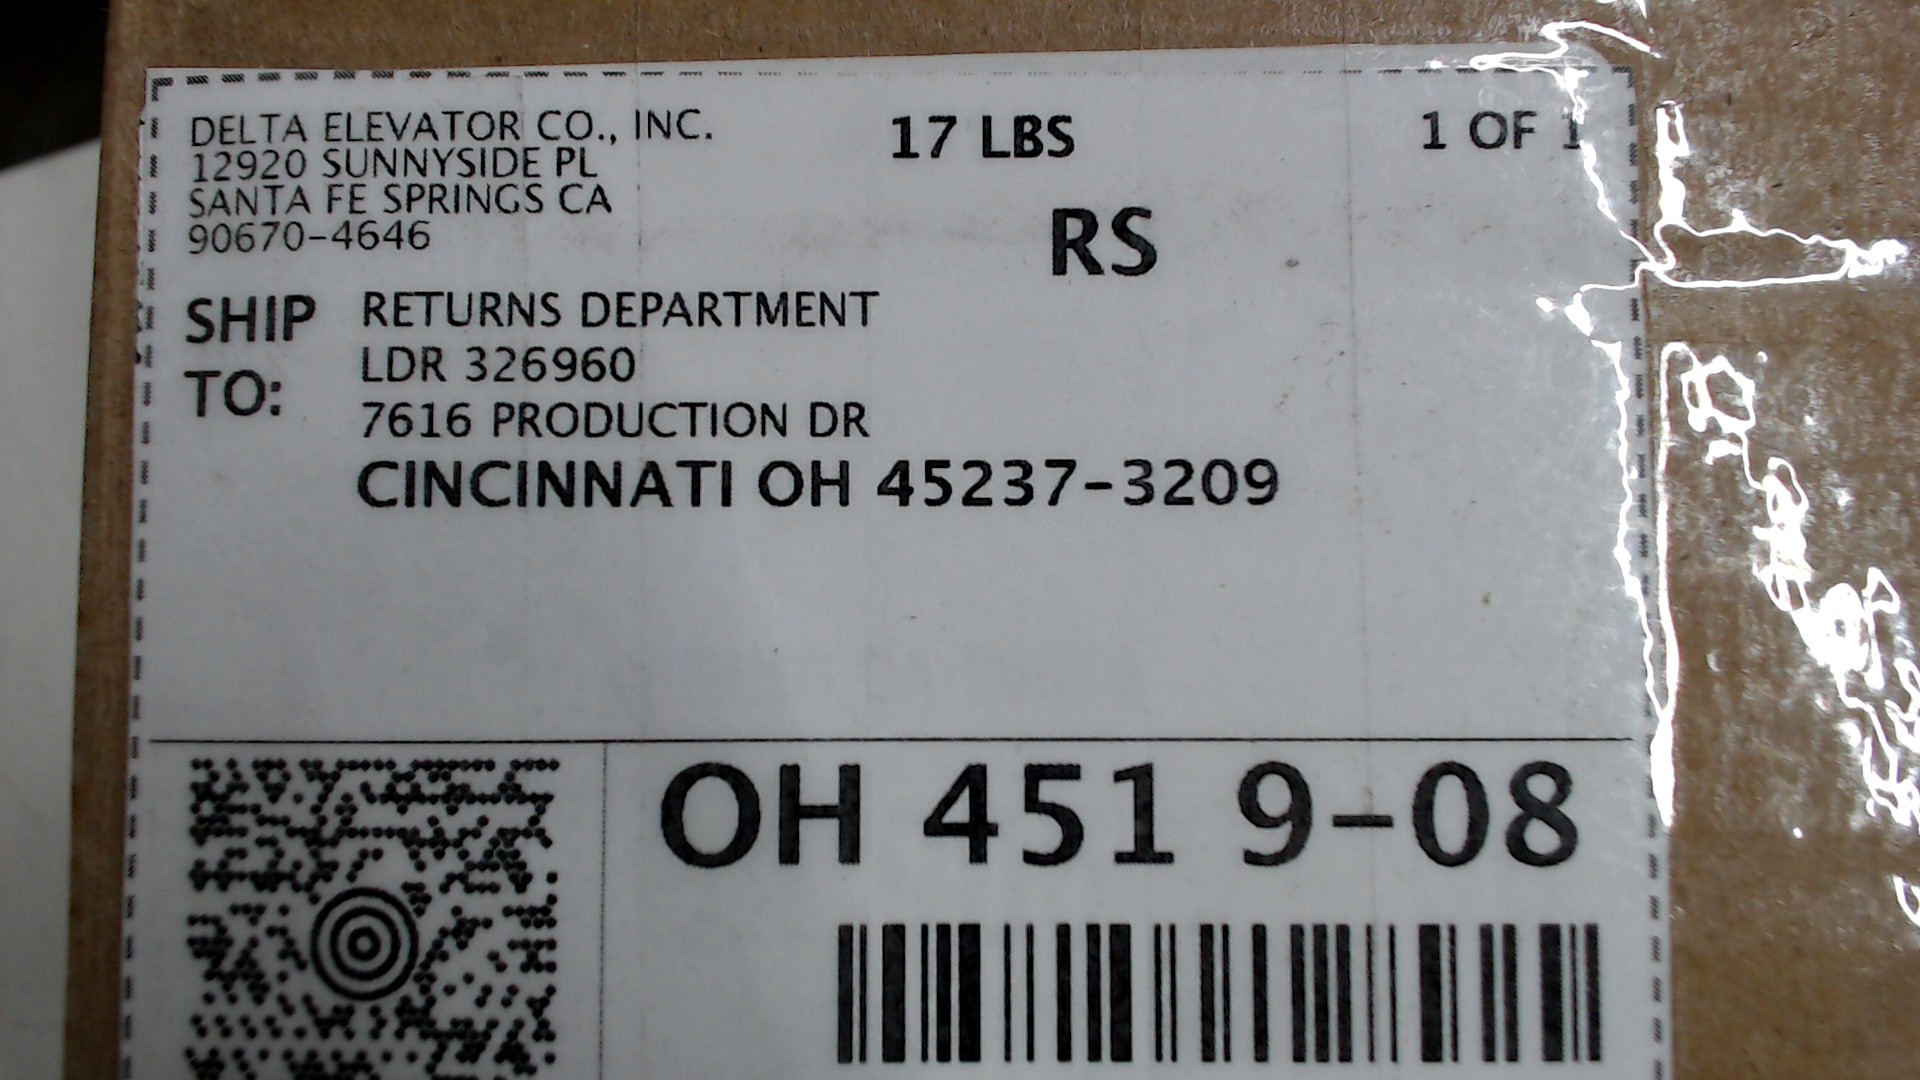 DELTA ELEVATOR CO., INC.
12920 SUNNYSIDE PL
SANTA FE SPRINGS CA
90670-4646
17 LBS
1 OF 1
RS
SHIP TO:
RETURNS DEPARTMENT
LDR 326960
7616 PRODUCTION DR
CINCINNATI OH 45237-3209
OH 451 9-08